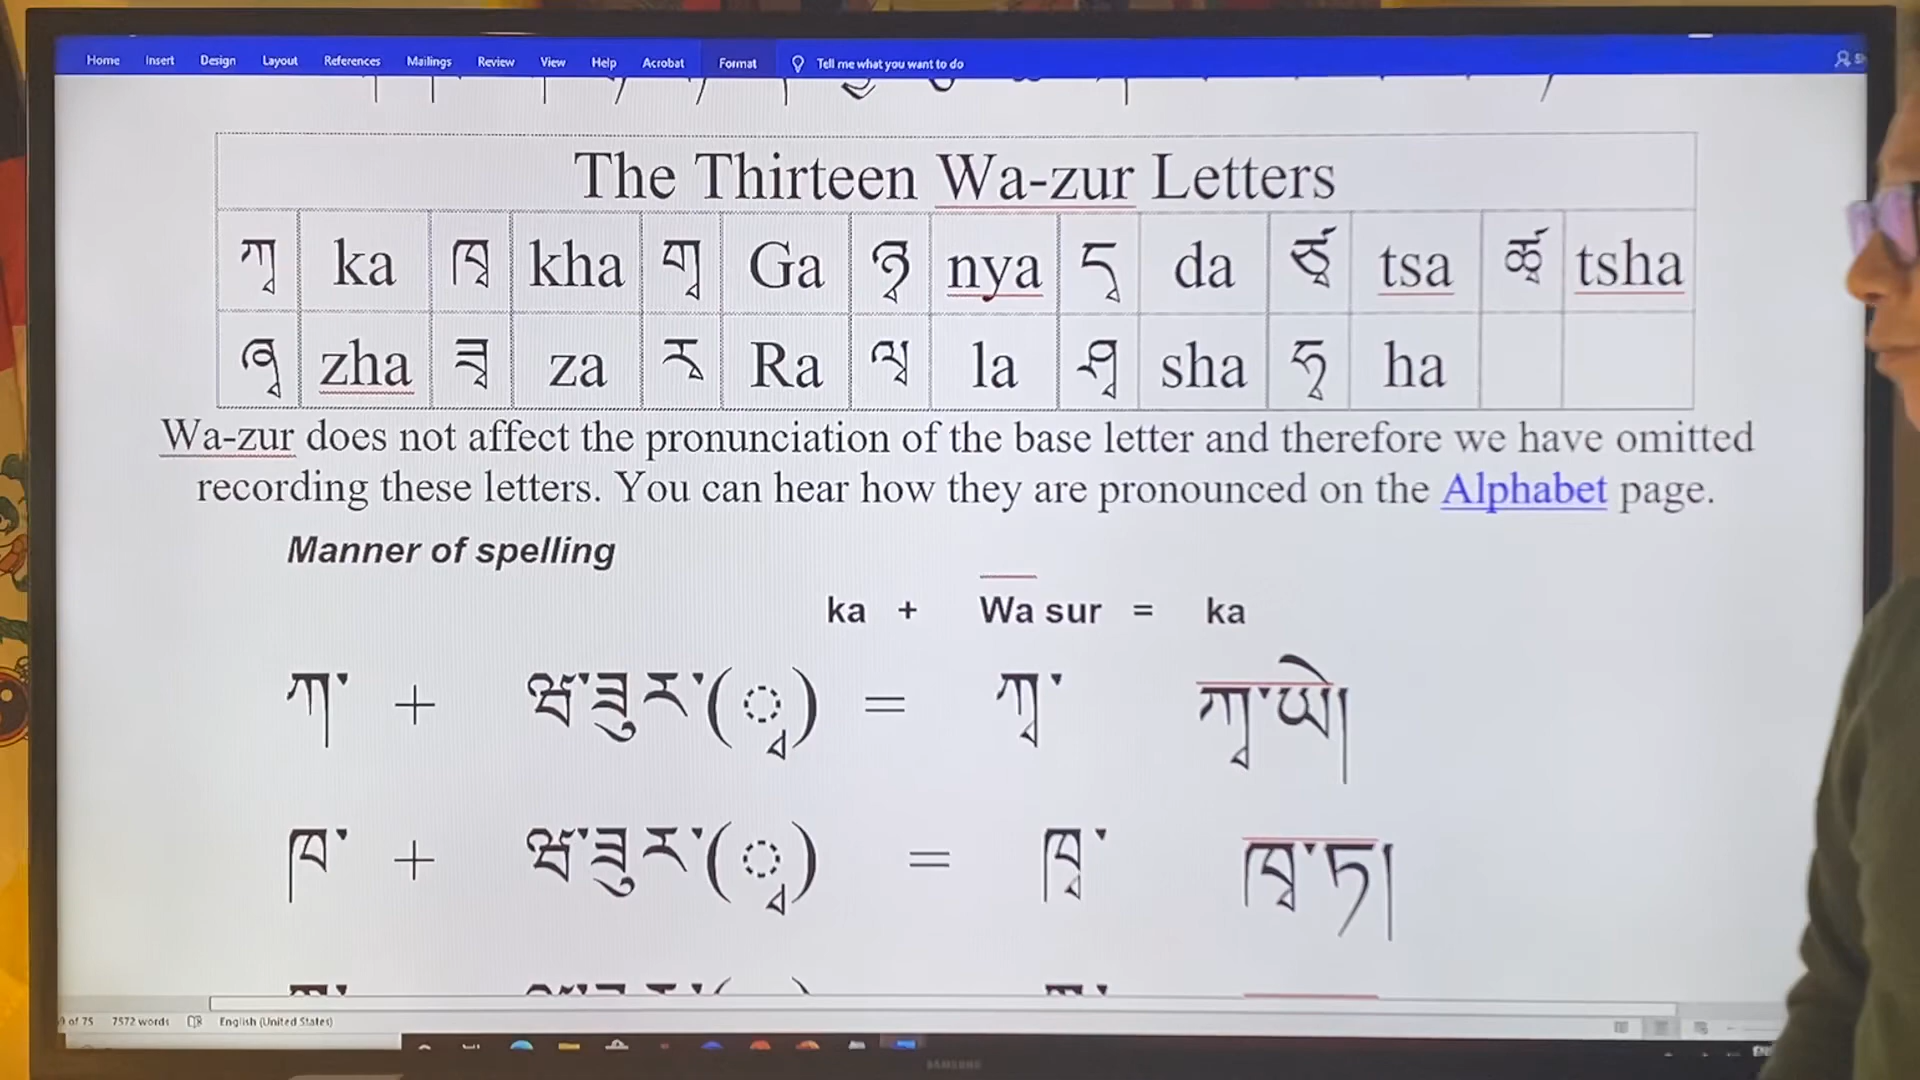 Home Insert Design Layout References Mailings Review View Help Acrobat Format Tell me what you want to do
The Thirteen Wa-zur Letters
ཀྭ ka ཁྭ kha གྭ Ga ཉྭ nya དྭ da ཙྭ tsa ཚྭ tsha
ཞྭ zha ཟྭ za རྭ Ra ལྭ la ཤྭ sha ཧྭ ha
Wa-zur does not affect the pronunciation of the base letter and therefore we have omitted
recording these letters. You can hear how they are pronounced on the Alphabet page.
Manner of spelling
ka + Wa sur = ka
ཀ་ + ཝ་ཟུར་(ྭ) = ཀྭ་ ཀྭ་ཡེ།
ཁ་ + ཝ་ཟུར་(ྭ) = ཁྭ་ ཁྭ་ཏ།
of 75 7572 words English (United States)
SAMSUNG